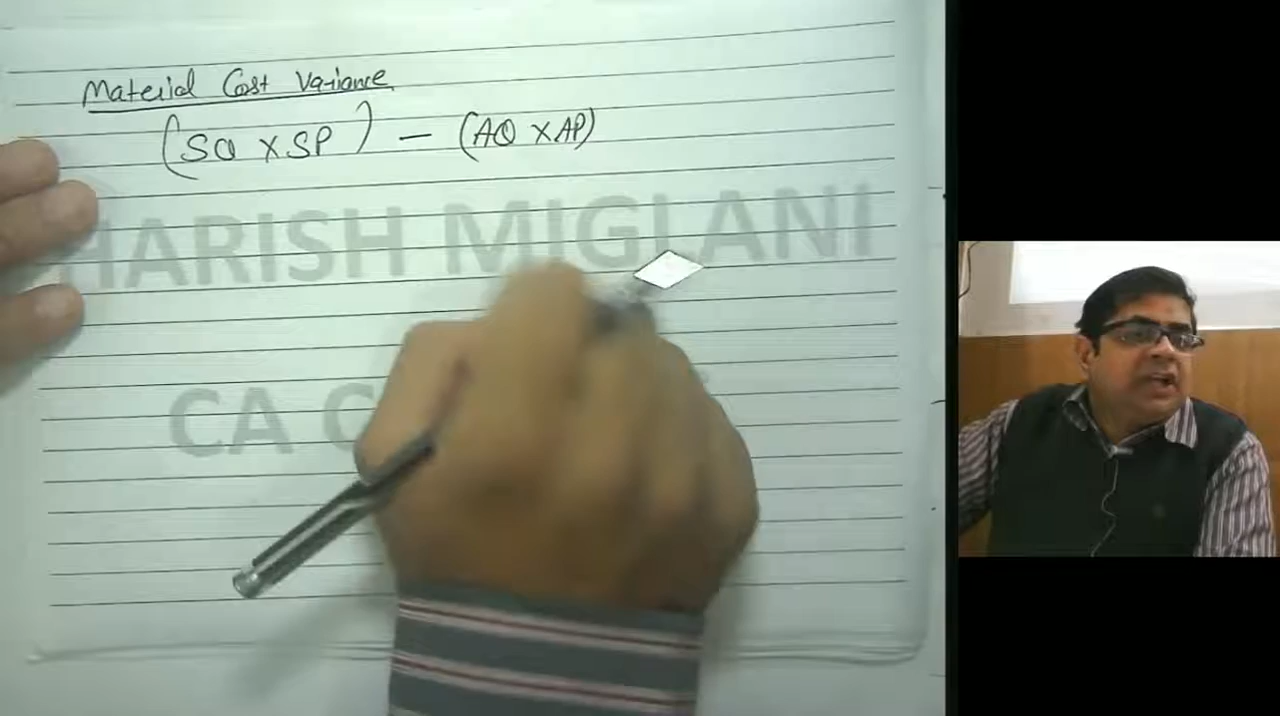 Material Cost Variance
(SQ X SP) — (AQ X AP)
HARISH MIGLANI
CA C